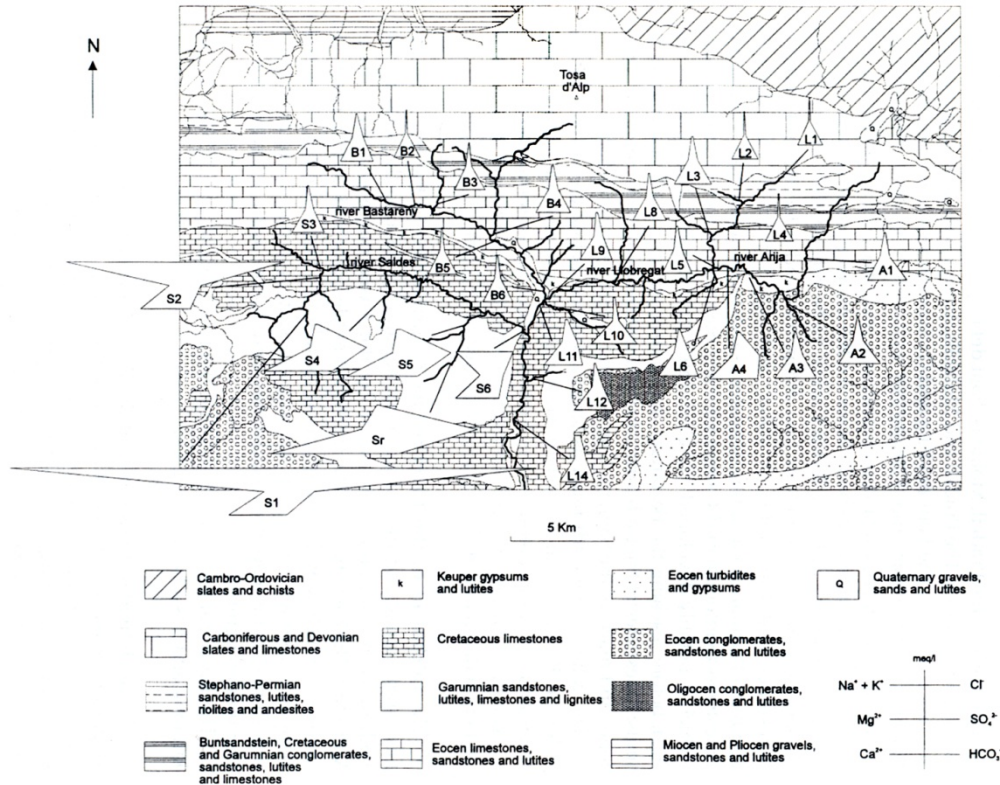 N
Tosa
d'Alp
B1
B2
L3
L2
L1
Q
B3
B4
L8
Q
Q
S3
k
river Bastareny
L9
L4
k
k
Q
river Saldes
B5
k
river Llobregat
L5
river Arija
A1
S2
B6
k
k
k
k
Q
Q
L10
S4
S5
S6
L11
L6
A4
A3
A2
L12
Sr
L14
S1
5 Km
Cambro-Ordovician
slates and schists
k
Keuper gypsums
and lutites
Eocen turbidites
and gypsums
Q
Quaternary gravels,
sands and lutites
Carboniferous and Devonian
slates and limestones
Cretaceous limestones
Eocen conglomerates,
sandstones and lutites
Stephano-Permian
sandstones, lutites,
riolites and andesites
Garumnian sandstones,
lutites, limestones and lignites
Oligocen conglomerates,
sandstones and lutites
Buntsandstein, Cretaceous
and Garumnian conglomerates,
sandstones, lutites
and limestones
Eocen limestones,
sandstones and lutites
Miocen and Pliocen gravels,
sandstones and lutites
meq/l
Na⁺ + K⁺
Cl⁻
Mg²⁺
SO₄²⁻
Ca²⁺
HCO₃